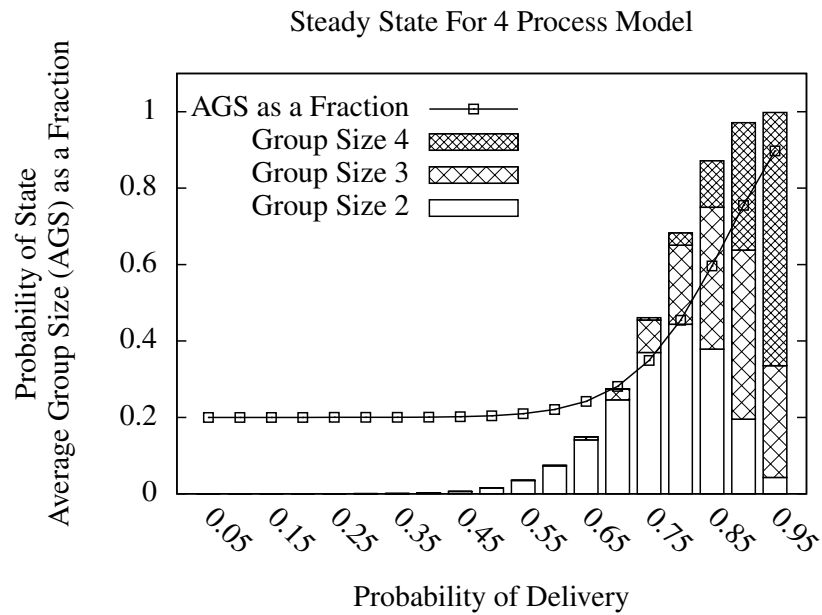 Steady State For 4 Process Model
Probability of State
Average Group Size (AGS) as a Fraction
1
0.8
0.6
0.4
0.2
0
AGS as a Fraction
Group Size 4
Group Size 3
Group Size 2
0.05
0.15
0.25
0.35
0.45
0.55
0.65
0.75
0.85
0.95
Probability of Delivery